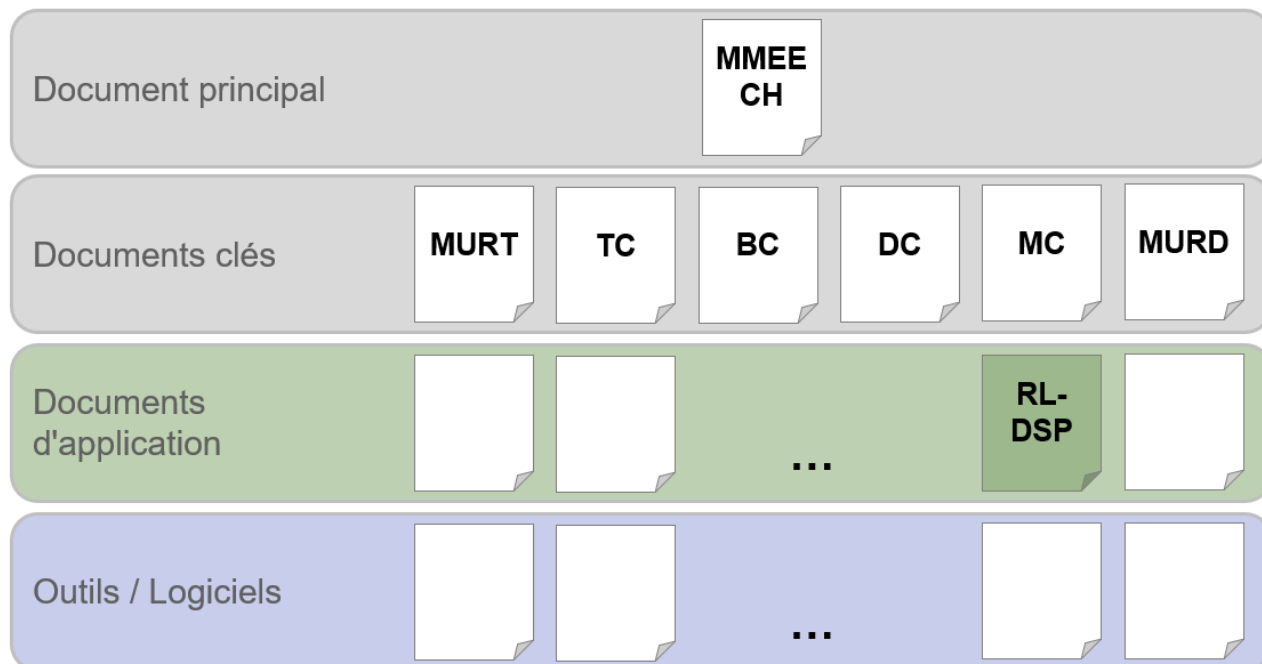 Document principal
MMEE
CH
Documents clés
MURT
TC
BC
DC
MC
MURD
Documents
d'application
...
RL-
DSP
Outils / Logiciels
...